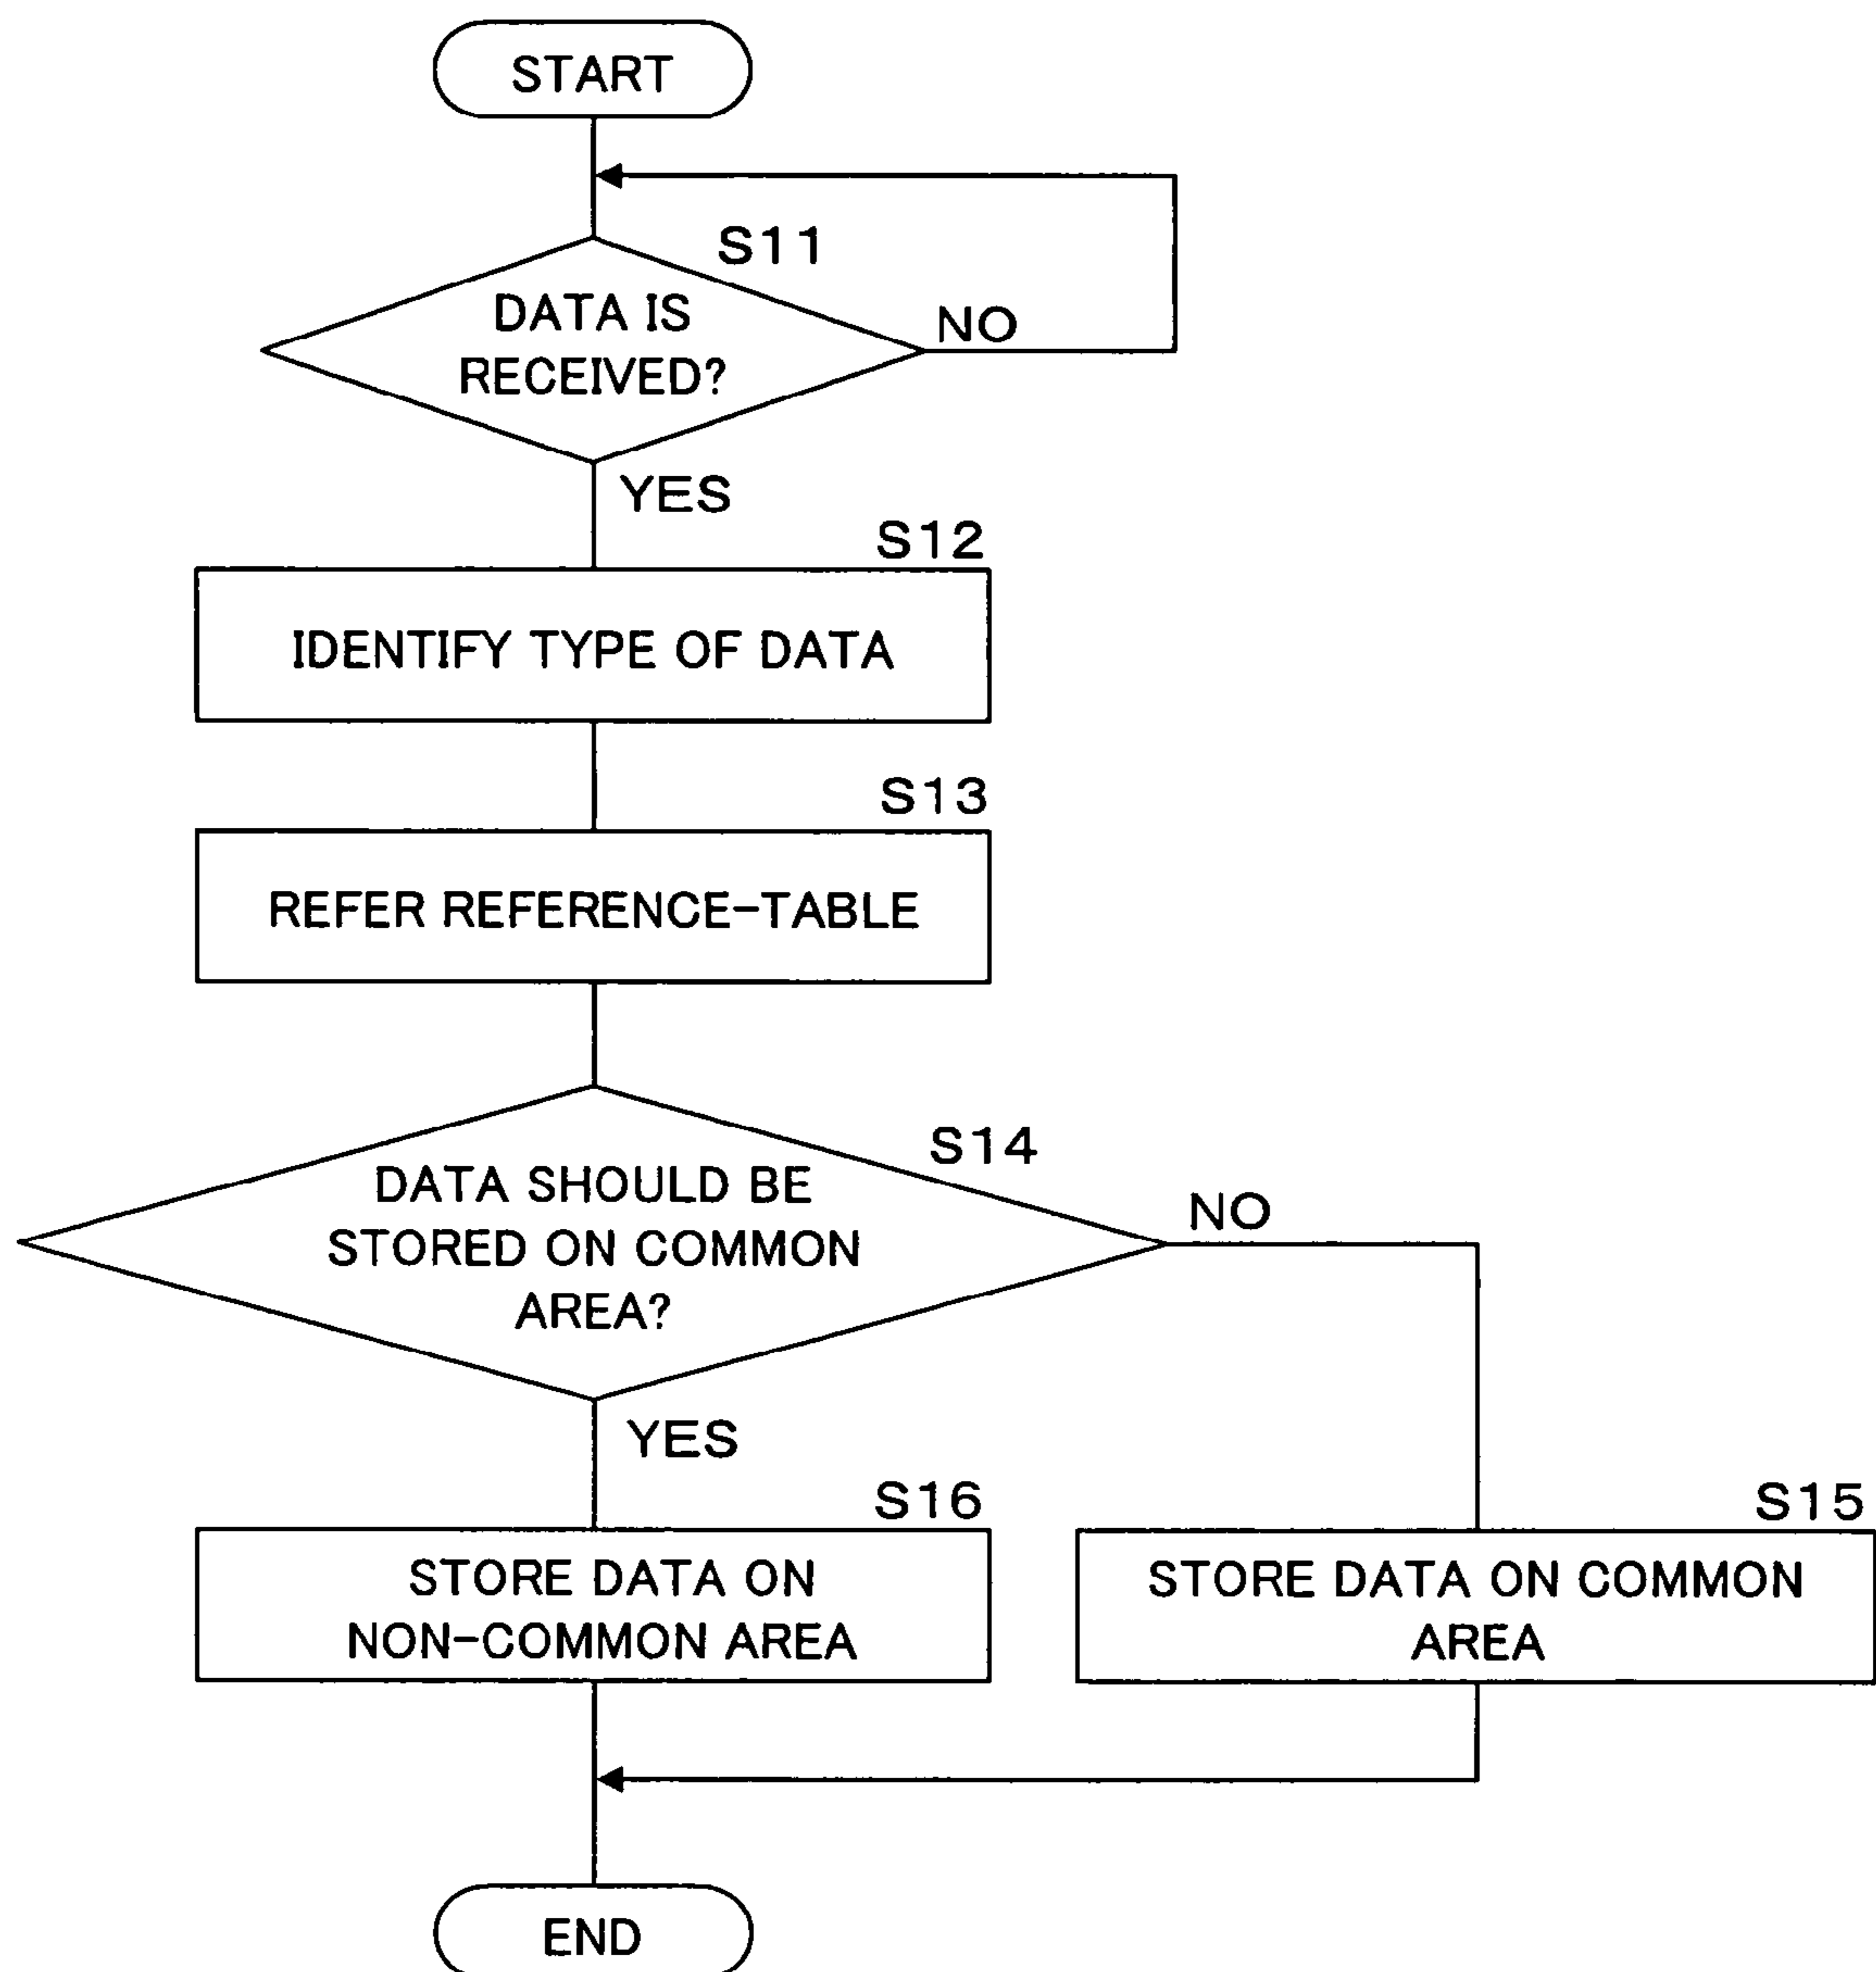 START
S11
DATA IS
RECEIVED?
NO
YES
S12
IDENTIFY TYPE OF DATA
S13
REFER REFERENCE-TABLE
S14
DATA SHOULD BE
STORED ON COMMON
AREA?
NO
YES
S16
STORE DATA ON
NON-COMMON AREA
S15
STORE DATA ON COMMON
AREA
END